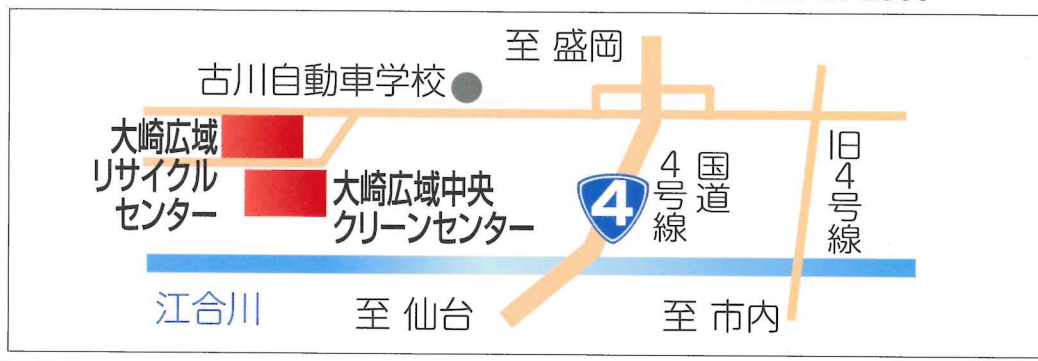 至 盛岡
古川自動車学校
大崎広域
リサイクル
センター
大崎広域中央
クリーンセンター
4
国道
4号線
旧4号線
江合川
至 仙台
至 市内